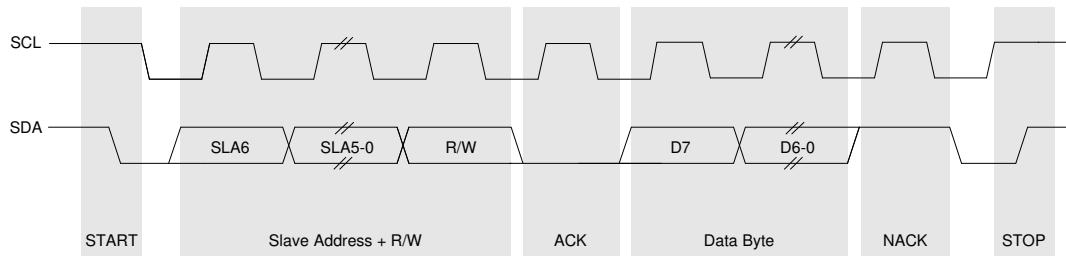 SCL
SDA
SLA6 SLA5-0 R/W D7 D6-0
START Slave Address + R/W ACK Data Byte NACK STOP